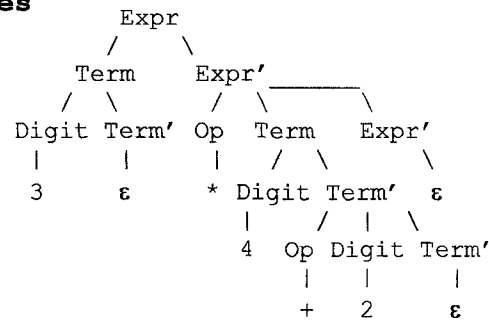 es
Expr
Term Expr′
Digit Term′ Op Term Expr′
3 ε * Digit Term′ ε
4 Op Digit Term′
+ 2 ε